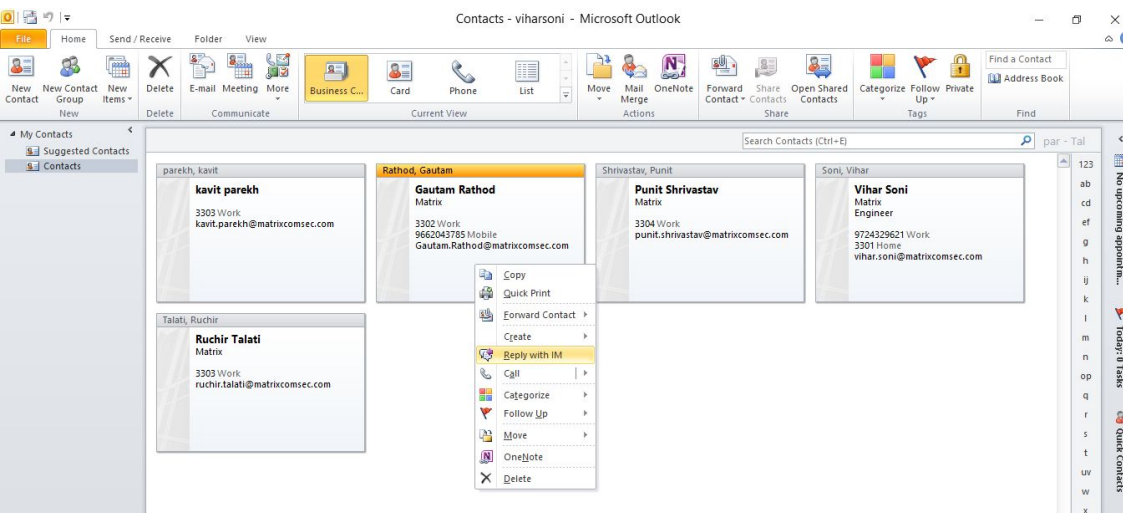 Contacts - viharsoni - Microsoft Outlook
File Home Send / Receive Folder View
New Contact
New Contact Group
New Items
Delete
E-mail Meeting More
Business C...
Card
Phone
List
Move
Mail Merge
OneNote
Forward Contact
Share Contacts
Open Shared Contacts
Categorize
Follow Up
Private
Find a Contact
Address Book
New Delete Communicate Current View Actions Share Tags Find
My Contacts
Suggested Contacts
Contacts
Search Contacts (Ctrl+E)
par - Tal
parekh, kavit
kavit parekh
3303 Work
kavit.parekh@matrixcomsec.com
Rathod, Gautam
Gautam Rathod
Matrix
3302 Work
9662043785 Mobile
Gautam.Rathod@matrixcomsec.com
Shrivastav, Punit
Punit Shrivastav
Matrix
3304 Work
punit.shrivastav@matrixcomsec.com
Soni, Vihar
Vihar Soni
Matrix
Engineer
9724329621 Work
3301 Home
vihar.soni@matrixcomsec.com
Talati, Ruchir
Ruchir Talati
Matrix
3303 Work
ruchir.talati@matrixcomsec.com
Copy
Quick Print
Forward Contact
Create
Reply with IM
Call
Categorize
Follow Up
Move
OneNote
Delete
123
ab
cd
ef
g
h
ij
k
l
m
n
op
q
r
s
t
uv
w
x
No upcoming appointm...
Today: 0 Tasks
Quick Contacts